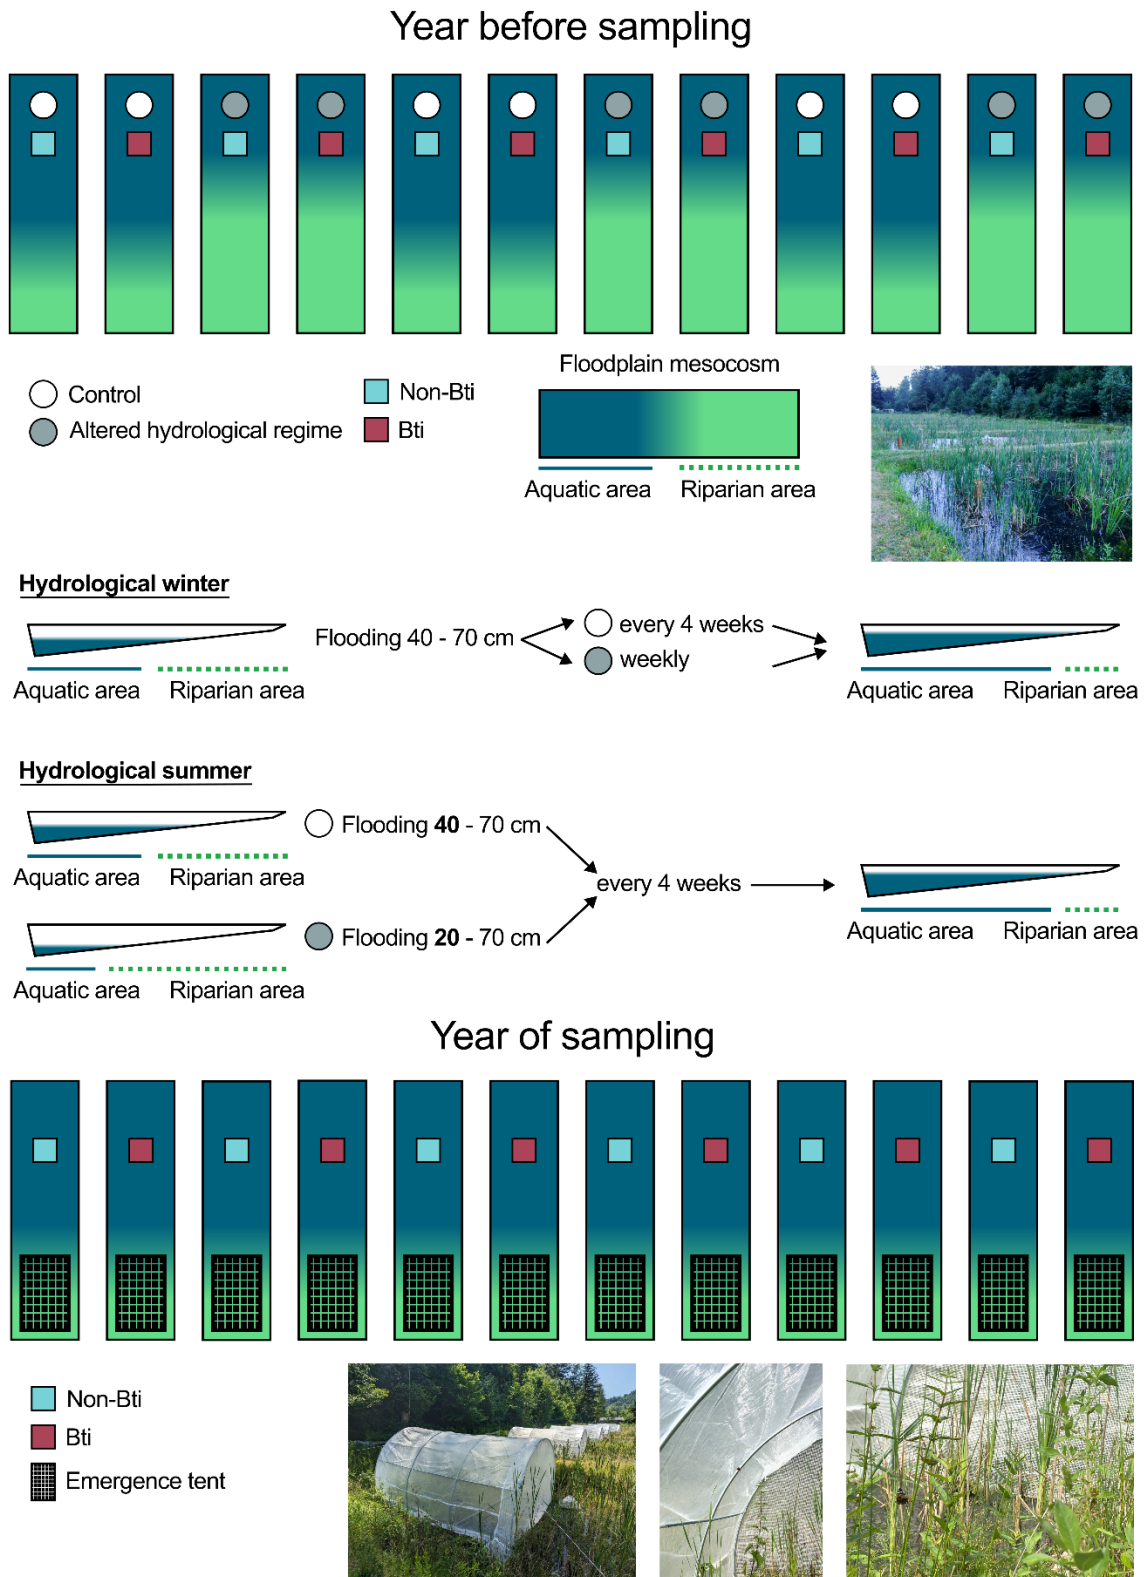 Year before sampling
Control
Altered hydrological regime
Non-Bti
Bti
Floodplain mesocosm
Aquatic area
Riparian area
Hydrological winter
Aquatic area
Riparian area
Flooding 40 - 70 cm
every 4 weeks
weekly
Aquatic area
Riparian area
Hydrological summer
Aquatic area
Riparian area
Flooding 40 - 70 cm
Aquatic area
Riparian area
Flooding 20 - 70 cm
every 4 weeks
Aquatic area
Riparian area
Year of sampling
Non-Bti
Bti
Emergence tent